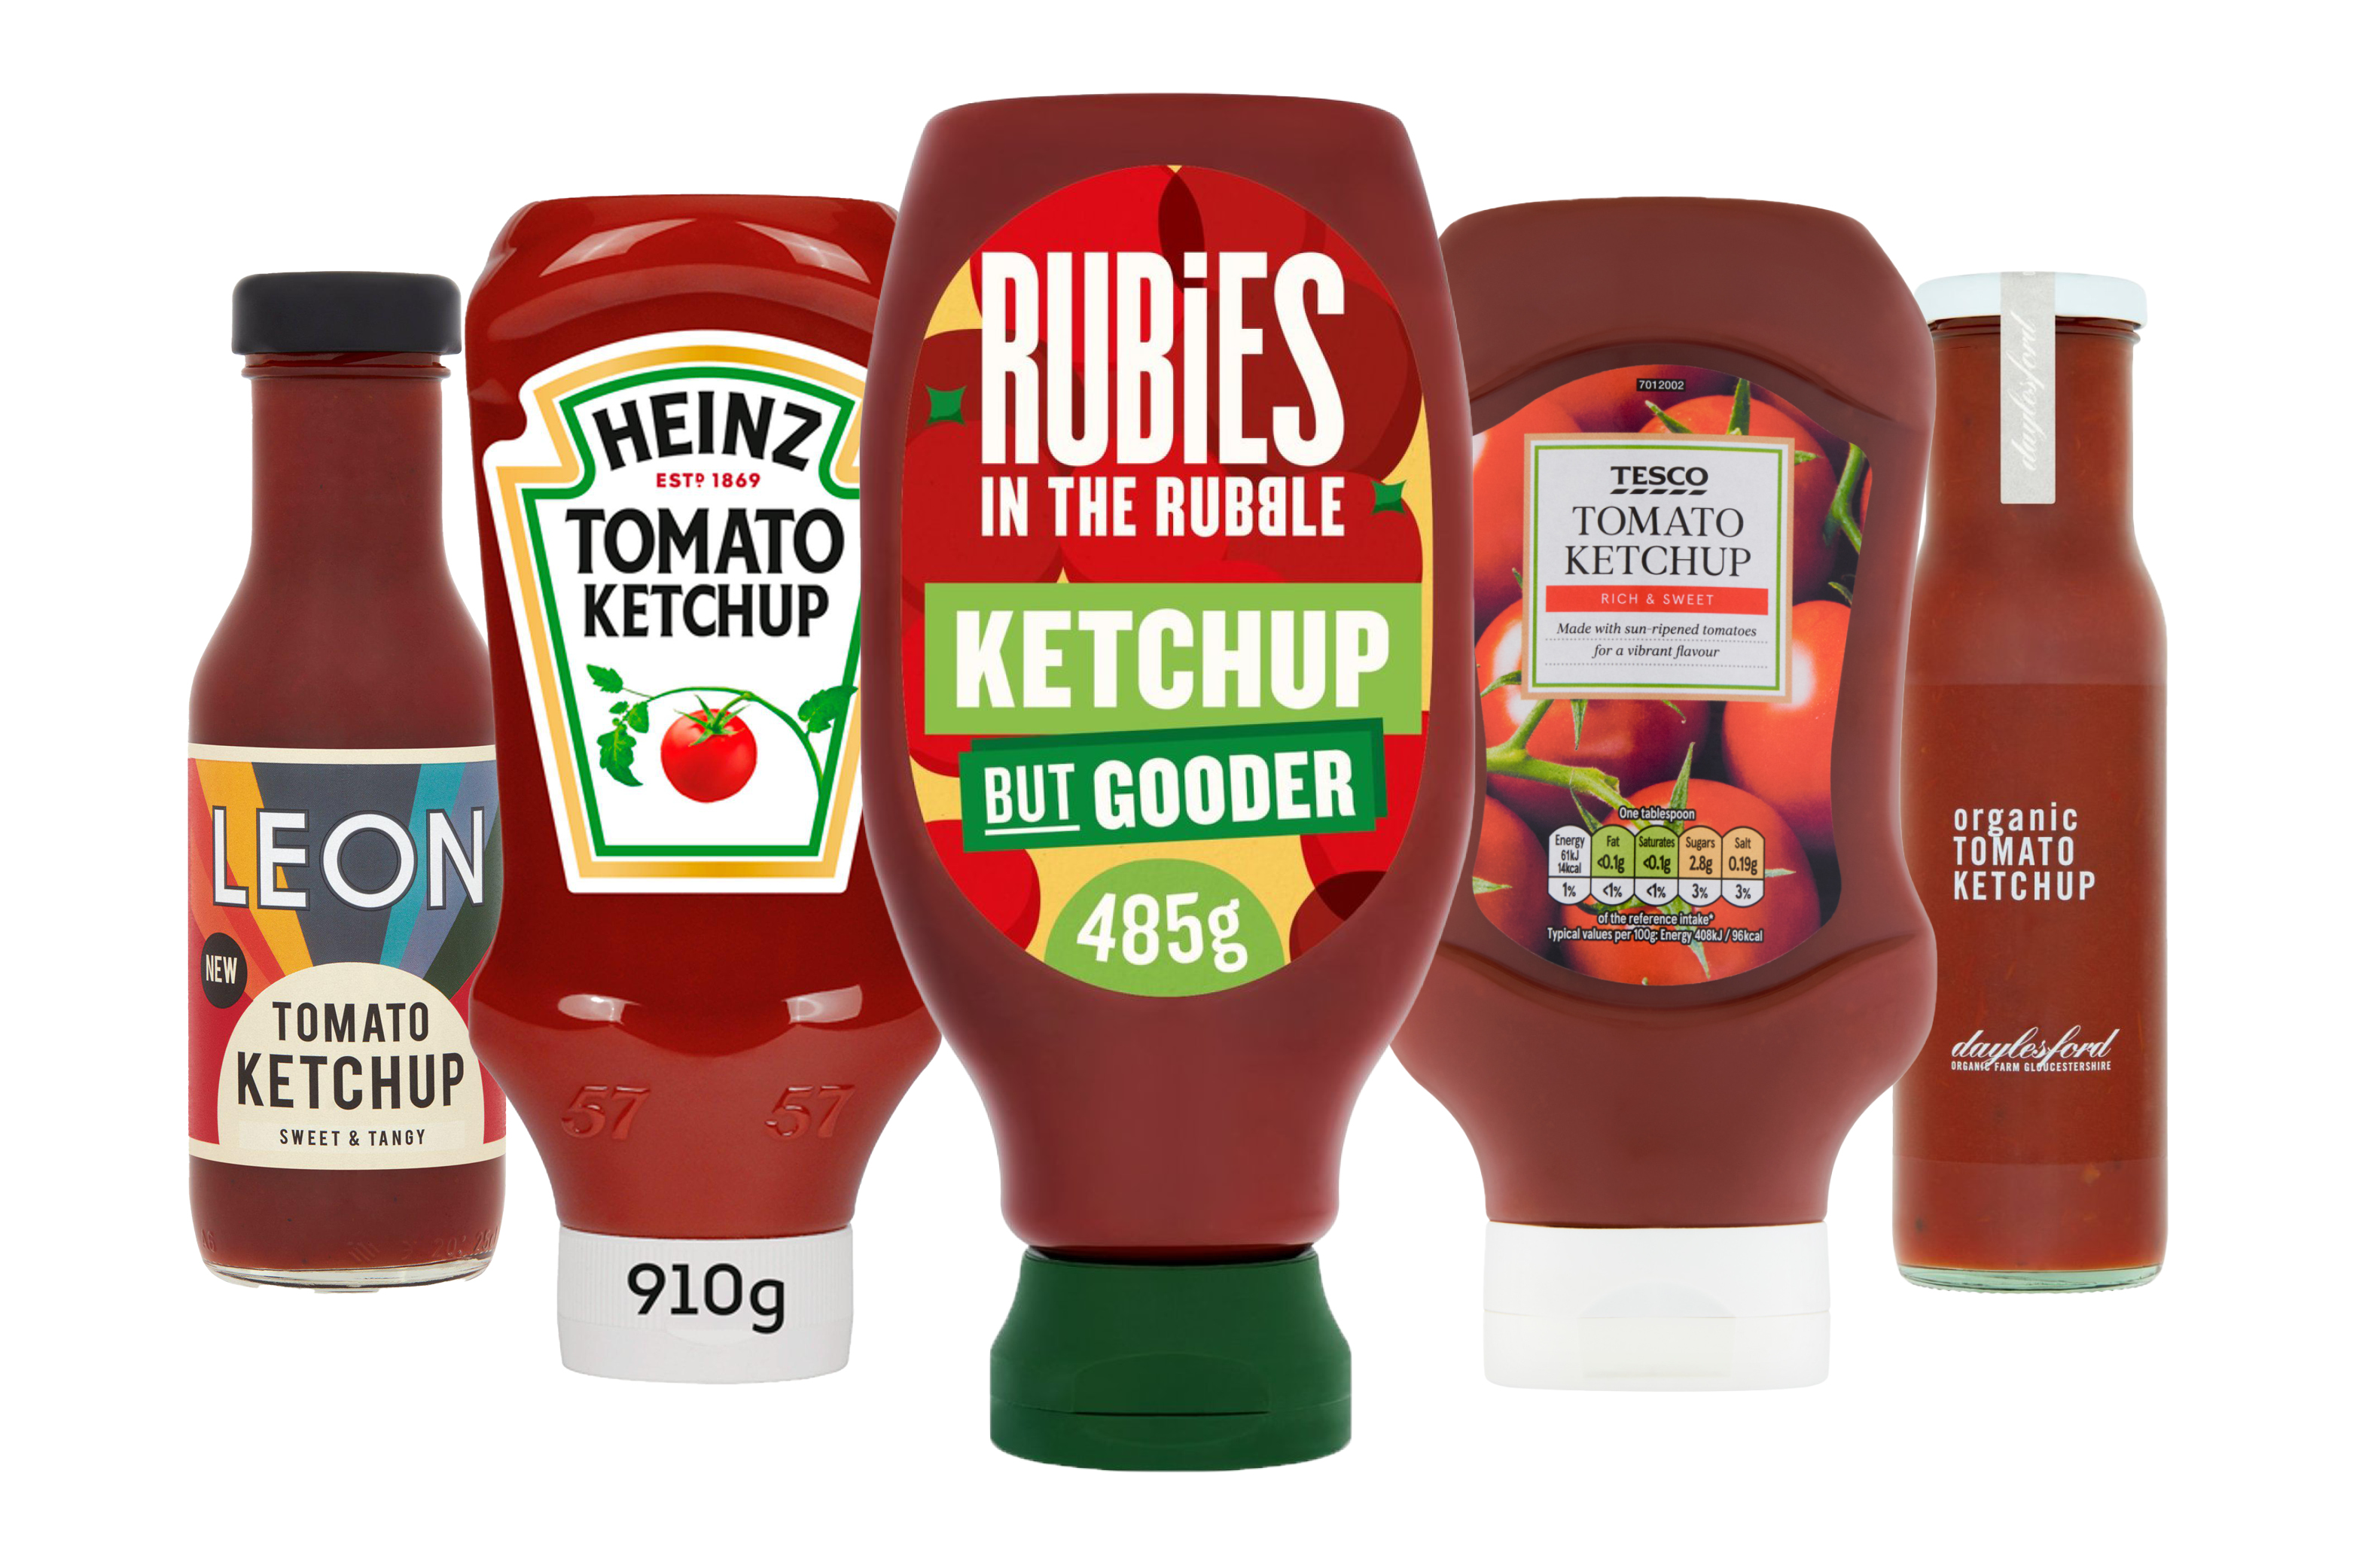 LEON
NEW
TOMATO
KETCHUP
SWEET & TANGY
HEINZ
ESTD 1869
TOMATO
KETCHUP
57 57
910g
RUBiES
IN THE RUBBLE
KETCHUP
BUT GOODER
485g
7012002
TESCO
TOMATO
KETCHUP
RICH & SWEET
Made with sun-ripened tomatoes
for a vibrant flavour
One tablespoon
Energy 61kJ 14kcal 1%
Fat <0.1g <1%
Saturates <0.1g <1%
Sugars 2.8g 3%
Salt 0.19g 3%
of the reference intake*
Typical values per 100g: Energy 408kJ / 96kcal
daylesford
organic
TOMATO
KETCHUP
daylesford
ORGANIC FARM GLOUCESTERSHIRE